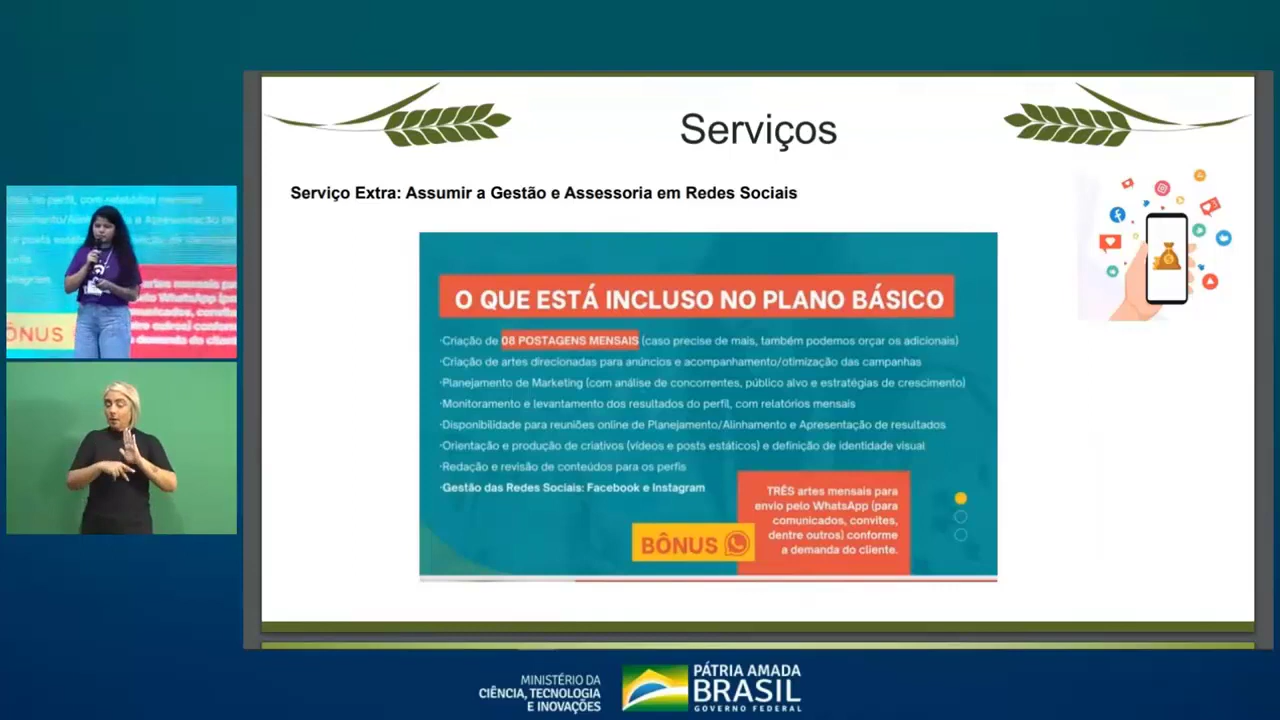 Serviços
Serviço Extra: Assumir a Gestão e Assessoria em Redes Sociais
O QUE ESTÁ INCLUSO NO PLANO BÁSICO
·Criação de 08 POSTAGENS MENSAIS (caso precise de mais, também podemos orçar os adicionais)
·Criação de artes direcionadas para anúncios e acompanhamento/otimização das campanhas
·Planejamento de Marketing (com análise de concorrentes, público alvo e estratégias de crescimento)
·Monitoramento e levantamento dos resultados do perfil, com relatórios mensais
·Disponibilidade para reuniões online de Planejamento/Alinhamento e Apresentação de resultados
·Orientação e produção de criativos (vídeos e posts estáticos) e definição de identidade visual
·Redação e revisão de conteúdos para os perfis
·Gestão das Redes Sociais: Facebook e Instagram
TRÊS artes mensais para
envio pelo WhatsApp (para
comunicados, convites,
dentre outros) conforme
a demanda do cliente.
BÔNUS
BÔNUS
MINISTÉRIO DA
CIÊNCIA, TECNOLOGIA
E INOVAÇÕES
PÁTRIA AMADA
BRASIL
GOVERNO FEDERAL